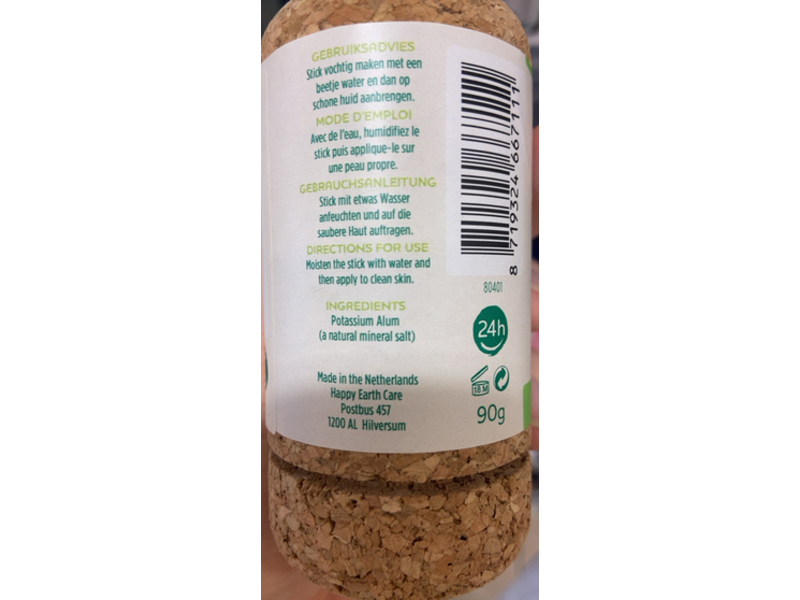 GEBRUIKSADVIES
Stick vochtig maken met een
beetje water en dan op
schone huid aanbrengen.
MODE D'EMPLOI
Avec de l'eau, humidifiez le
stick puis applique-le sur
une peau propre.
GEBRAUCHSANLEITUNG
Stick mit etwas Wasser
anfeuchten und auf die
saubere Haut auftragen.
DIRECTIONS FOR USE
Moisten the stick with water and
then apply to clean skin.
INGREDIENTS
Potassium Alum
(a natural mineral salt)
Made in the Netherlands
Happy Earth Care
Postbus 457
1200 AL Hilversum
8 719324 667111
80401
24h
18 M
90g